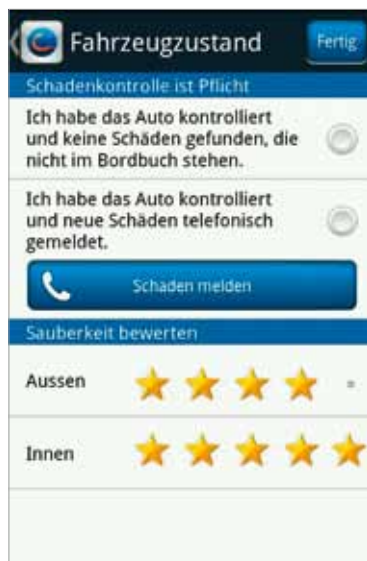 Fahrzeugzustand
Fertig
Schadenkontrolle ist Pflicht
Ich habe das Auto kontrolliert
und keine Schäden gefunden, die
nicht im Bordbuch stehen.
Ich habe das Auto kontrolliert
und neue Schäden telefonisch
gemeldet.
Schaden melden
Sauberkeit bewerten
Aussen
Innen